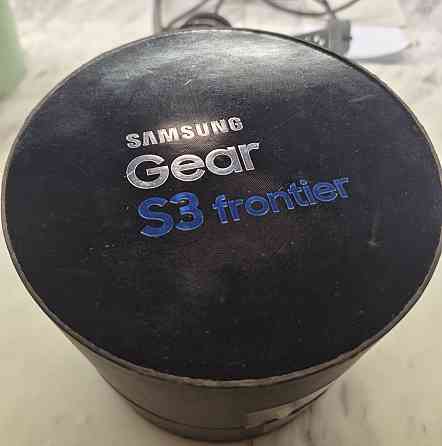 SAMSUNG
Gear
S3 frontier